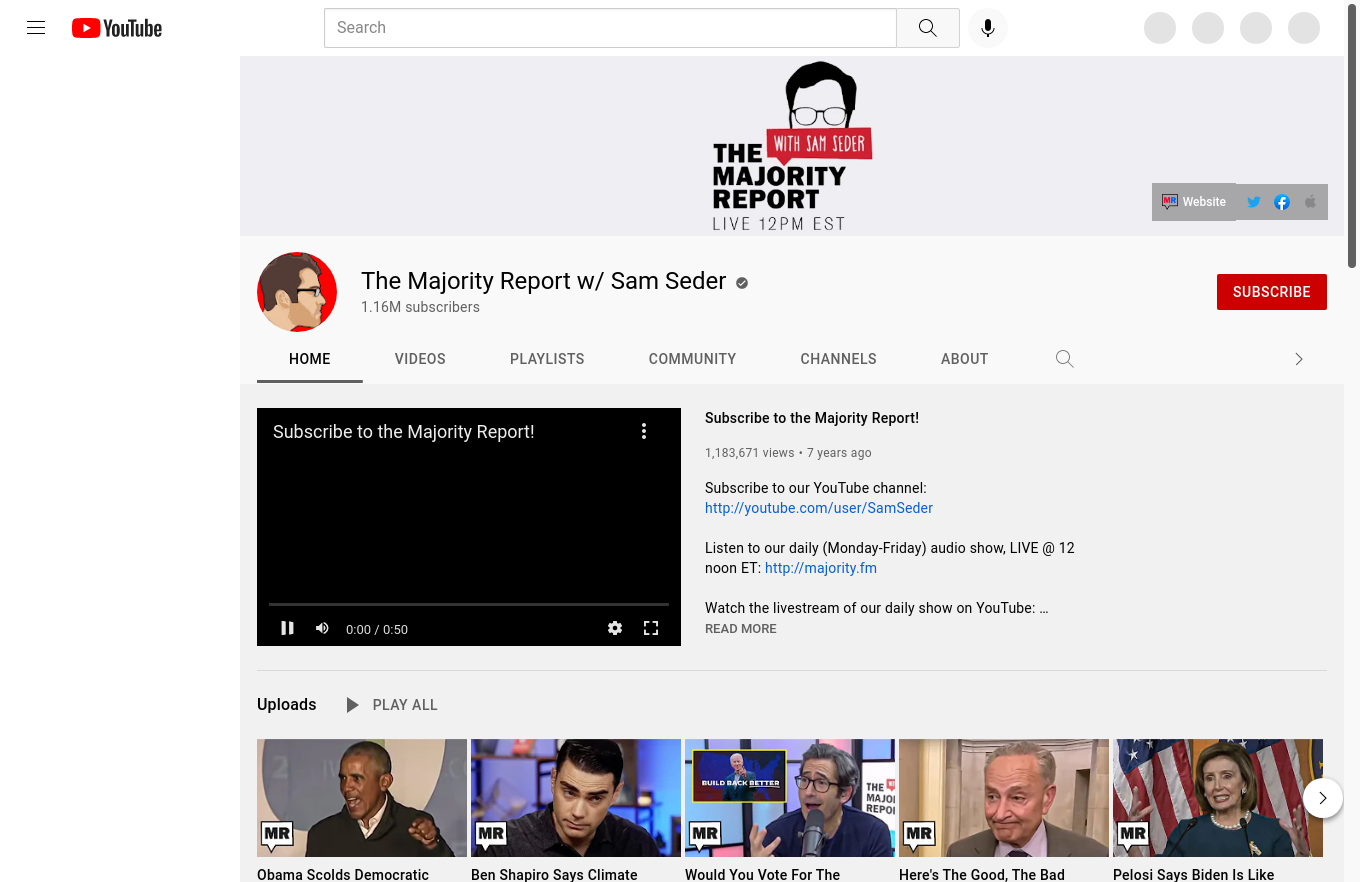 YouTube
Search
WITH SAM SEDER
THE
MAJORITY
REPORT
LIVE 12PM EST
MR Website
The Majority Report w/ Sam Seder
1.16M subscribers
SUBSCRIBE
HOME VIDEOS PLAYLISTS COMMUNITY CHANNELS ABOUT
Subscribe to the Majority Report!
0:00 / 0:50
Subscribe to the Majority Report!
1,183,671 views • 7 years ago
Subscribe to our YouTube channel:
http://youtube.com/user/SamSeder
Listen to our daily (Monday-Friday) audio show, LIVE @ 12
noon ET: http://majority.fm
Watch the livestream of our daily show on YouTube: ...
READ MORE
Uploads PLAY ALL
MR
Obama Scolds Democratic
MR
Ben Shapiro Says Climate
BUILD BACK BETTER
MR
Would You Vote For The
MR
Here's The Good, The Bad
MR
Pelosi Says Biden Is Like